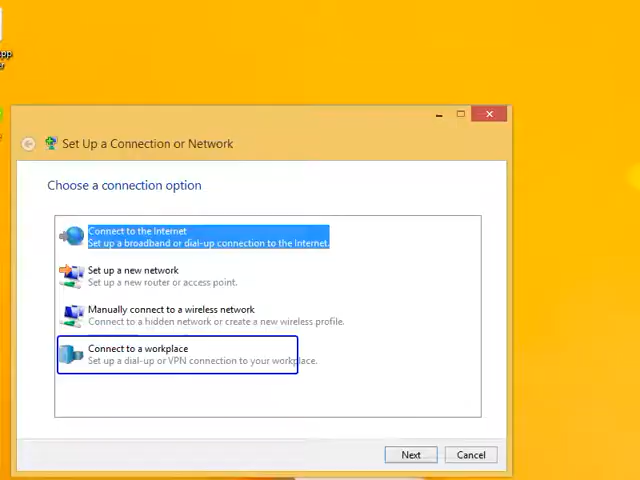 Set Up a Connection or Network
Choose a connection option
Connect to the Internet
Set up a broadband or dial-up connection to the Internet.
Set up a new network
Set up a new router or access point.
Manually connect to a wireless network
Connect to a hidden network or create a new wireless profile.
Connect to a workplace
Set up a dial-up or VPN connection to your workplace.
Next
Cancel